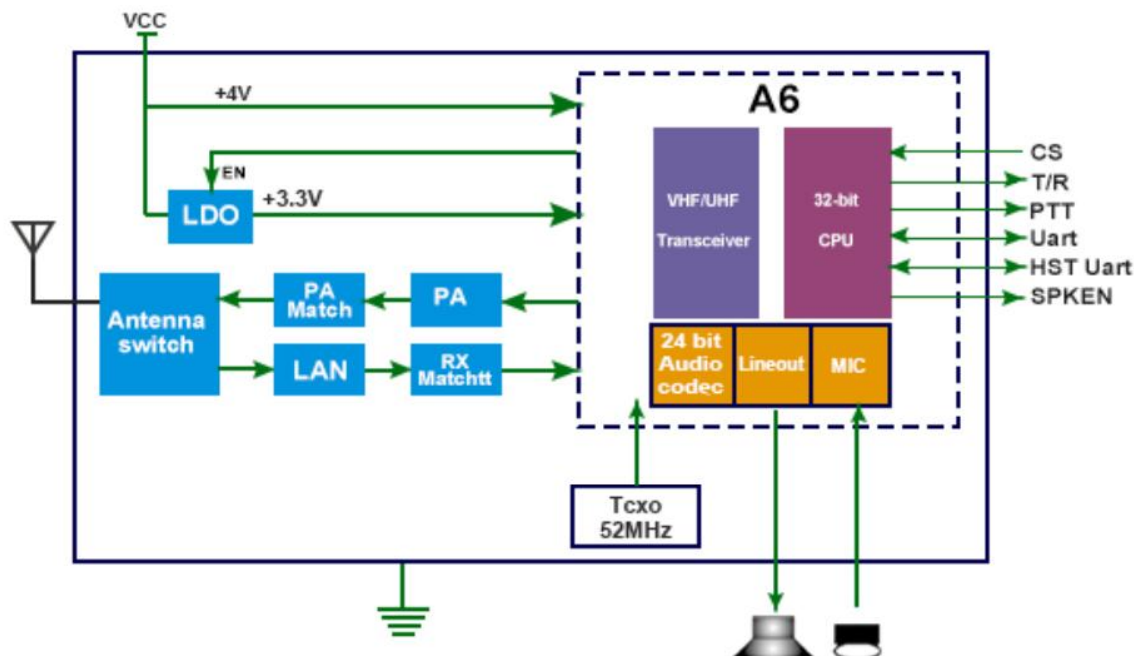 VCC
+4V
A6
EN
+3.3V
LDO
VHF/UHF
Transceiver
32-bit
CPU
CS
T/R
PTT
Uart
HST Uart
SPKEN
Antenna
switch
PA
Match
PA
LAN
RX
Matchtt
24 bit
Audio
codec
Lineout
MIC
Tcxo
52MHz